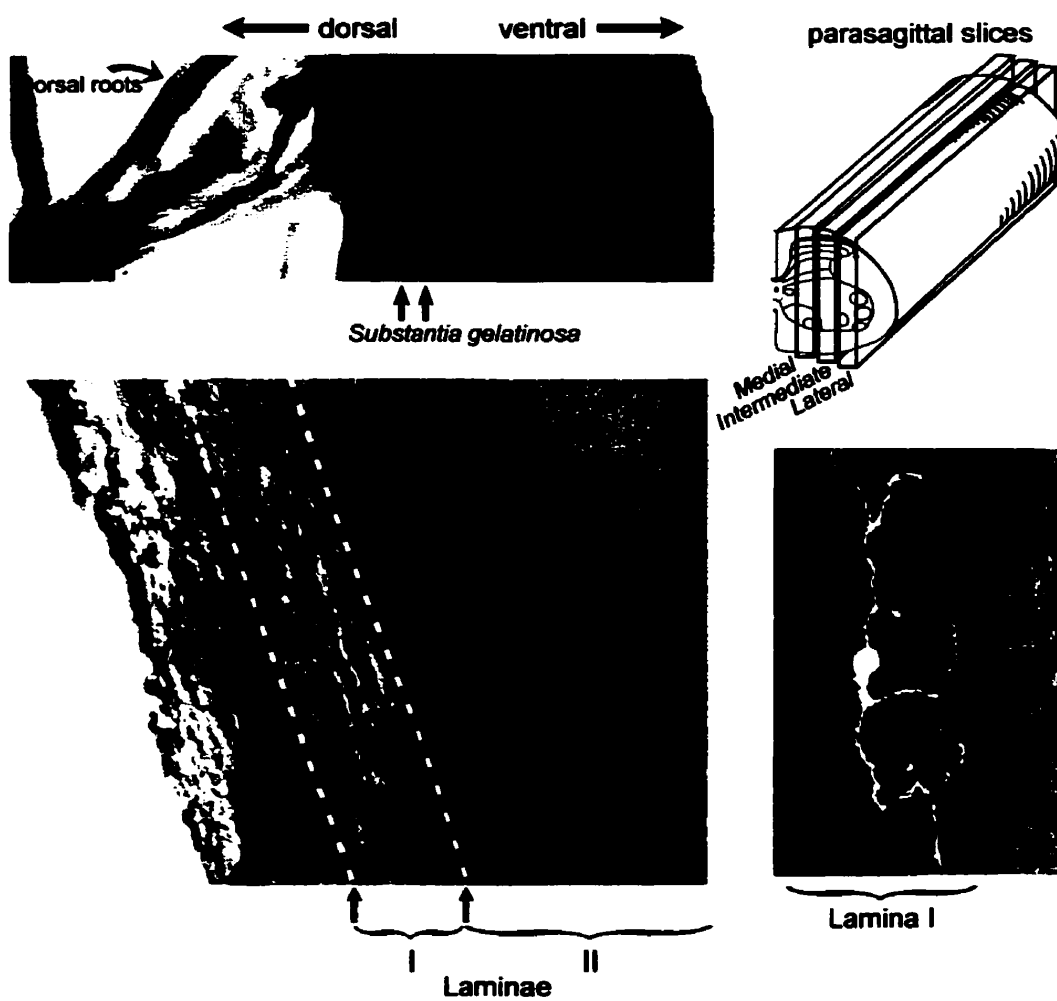 dorsal ventral
parasagittal slices
orsal roots
Substantia gelatinosa
Medial
Intermediate
Lateral
Lamina I
I II
Laminae